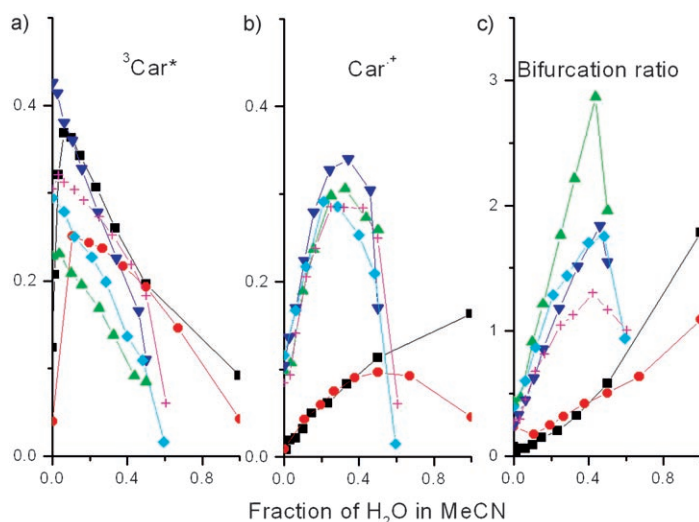 a)
b)
c)
³Car*
Car·⁺
Bifurcation ratio
0.4
0.2
0.0
0.4
0.2
0.0
3
2
1
0
0.0 0.4 0.8
0.0 0.4 0.8
0.0 0.4 0.8
Fraction of H₂O in MeCN